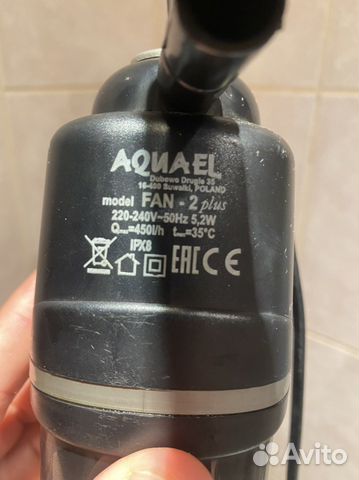 AQUAEL
Dubowo Drugie 35
16-400 Suwałki, POLAND
model FAN - 2 plus
220-240V~50Hz 5,2W
Qmax=450l/h tmax=35°C
IPX8
EAC CE
Avito